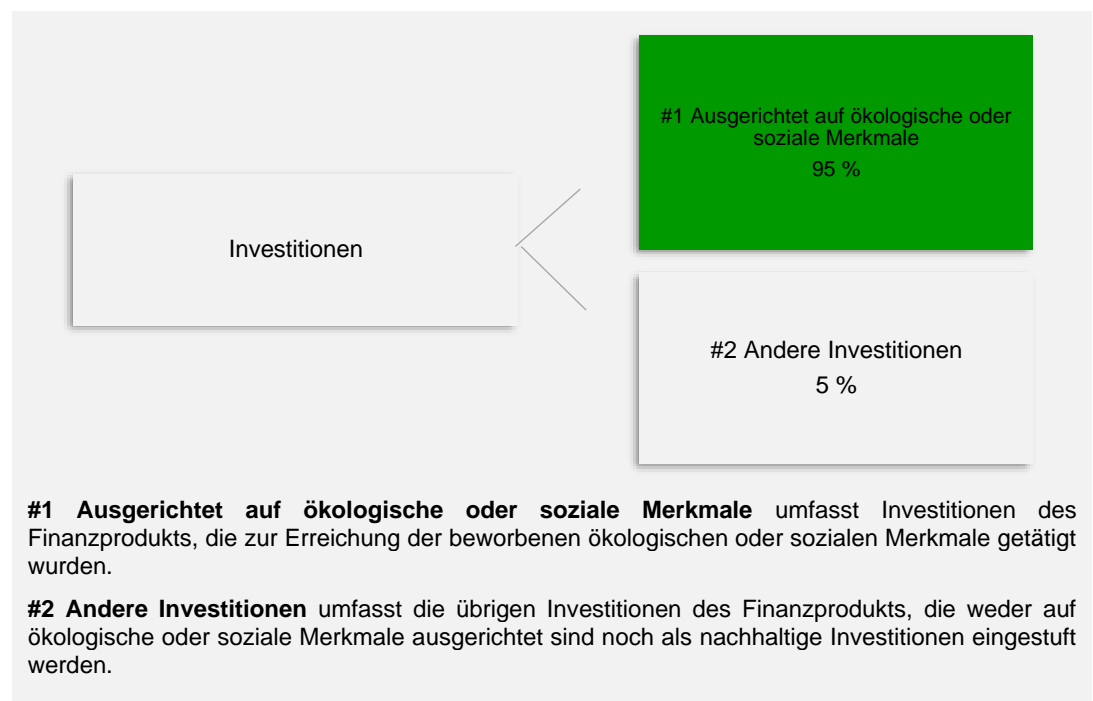 #1 Ausgerichtet auf ökologische oder
soziale Merkmale
95 %
Investitionen
#2 Andere Investitionen
5 %
#1 Ausgerichtet auf ökologische oder soziale Merkmale umfasst Investitionen des
Finanzprodukts, die zur Erreichung der beworbenen ökologischen oder sozialen Merkmale getätigt
wurden.
#2 Andere Investitionen umfasst die übrigen Investitionen des Finanzprodukts, die weder auf
ökologische oder soziale Merkmale ausgerichtet sind noch als nachhaltige Investitionen eingestuft
werden.